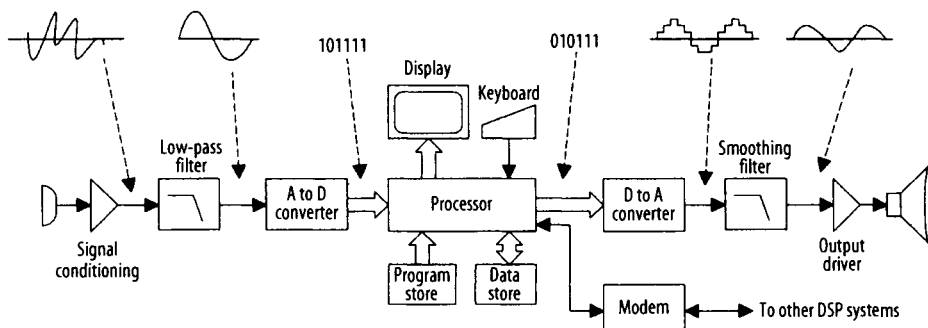 101111
010111
Display
Keyboard
Low-pass
filter
Smoothing
filter
A to D
converter
Processor
D to A
converter
Signal
conditioning
Output
driver
Program
store
Data
store
Modem
To other DSP systems